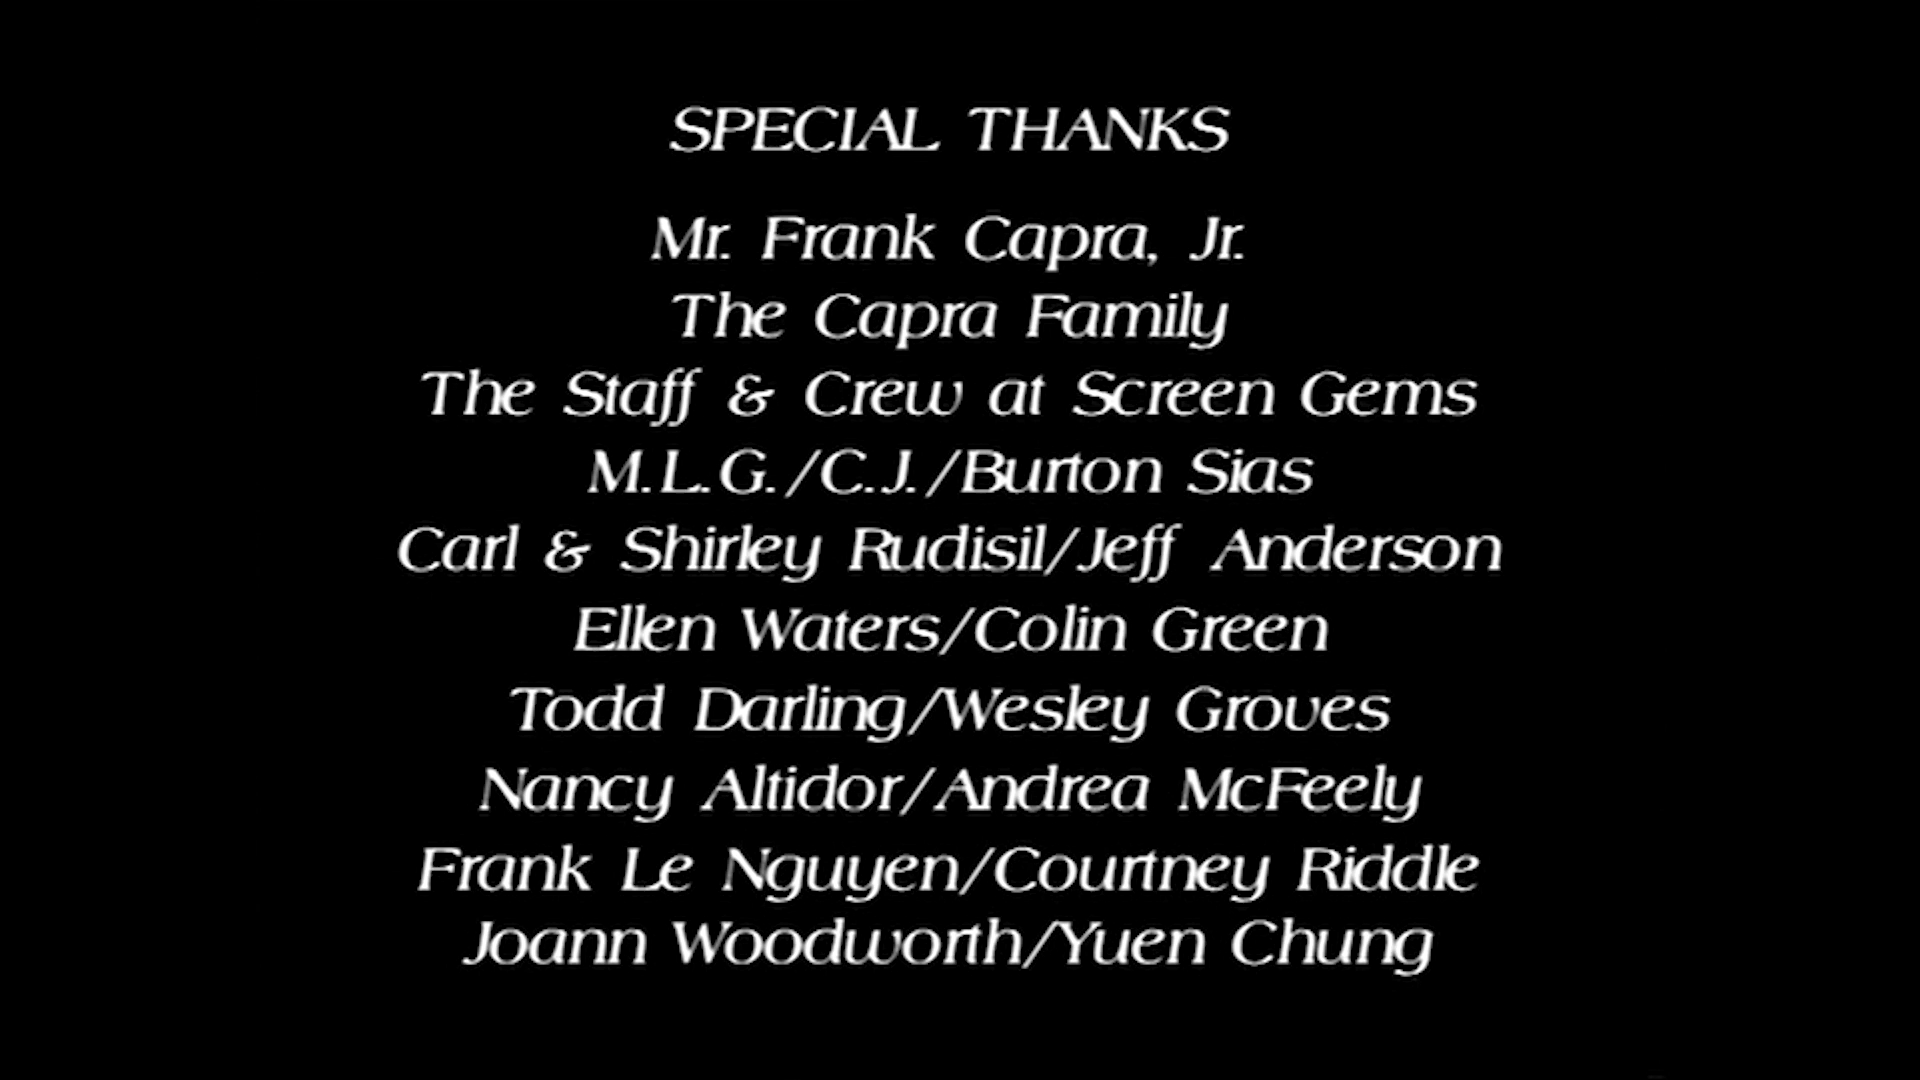 SPECIAL THANKS
Mr. Frank Capra, Jr.
The Capra Family
The Staff & Crew at Screen Gems
M.L.G./C.J./Burton Sias
Carl & Shirley Rudisil/Jeff Anderson
Ellen Waters/Colin Green
Todd Darling/Wesley Groves
Nancy Altidor/Andrea McFeely
Frank Le Nguyen/Courtney Riddle
Joann Woodworth/Yuen Chung